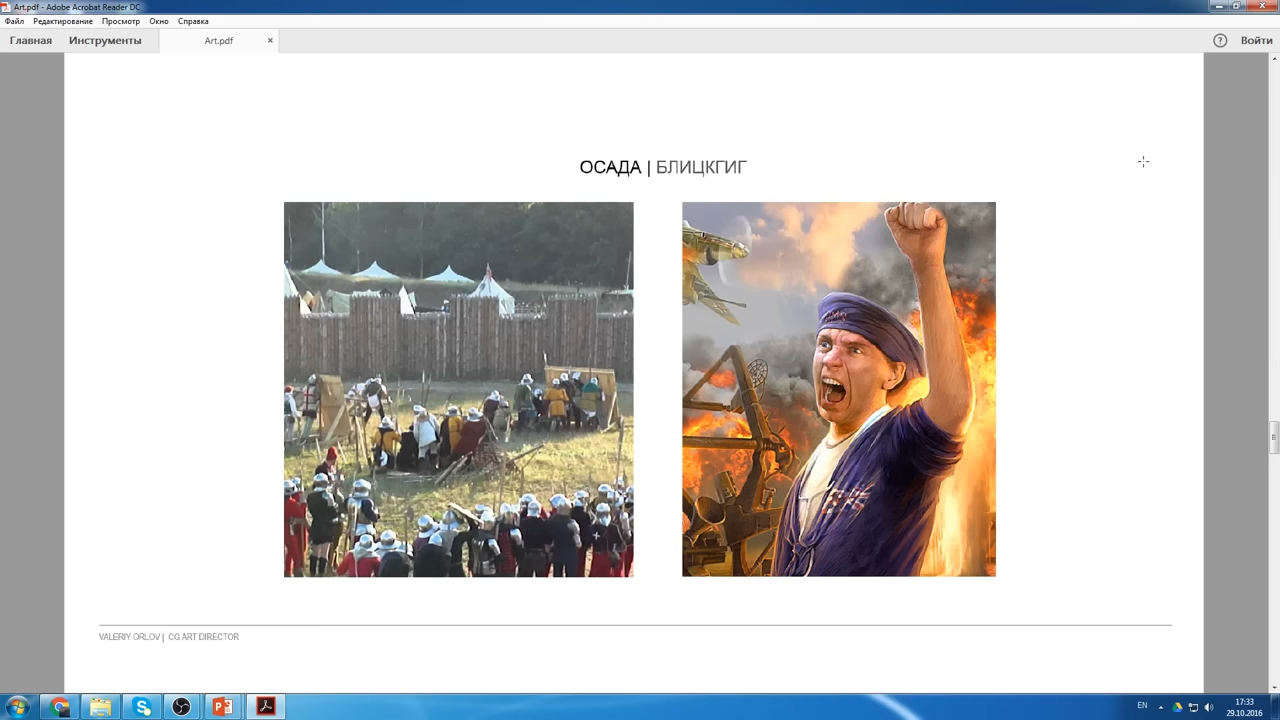 Art.pdf - Adobe Acrobat Reader DC
Файл Редактирование Просмотр Окно Справка
Главная Инструменты Art.pdf × ? Войти
ОСАДА | БЛИЦКГИГ
VALERIY ORLOV | CG ART DIRECTOR
EN 17:33
29.10.2016